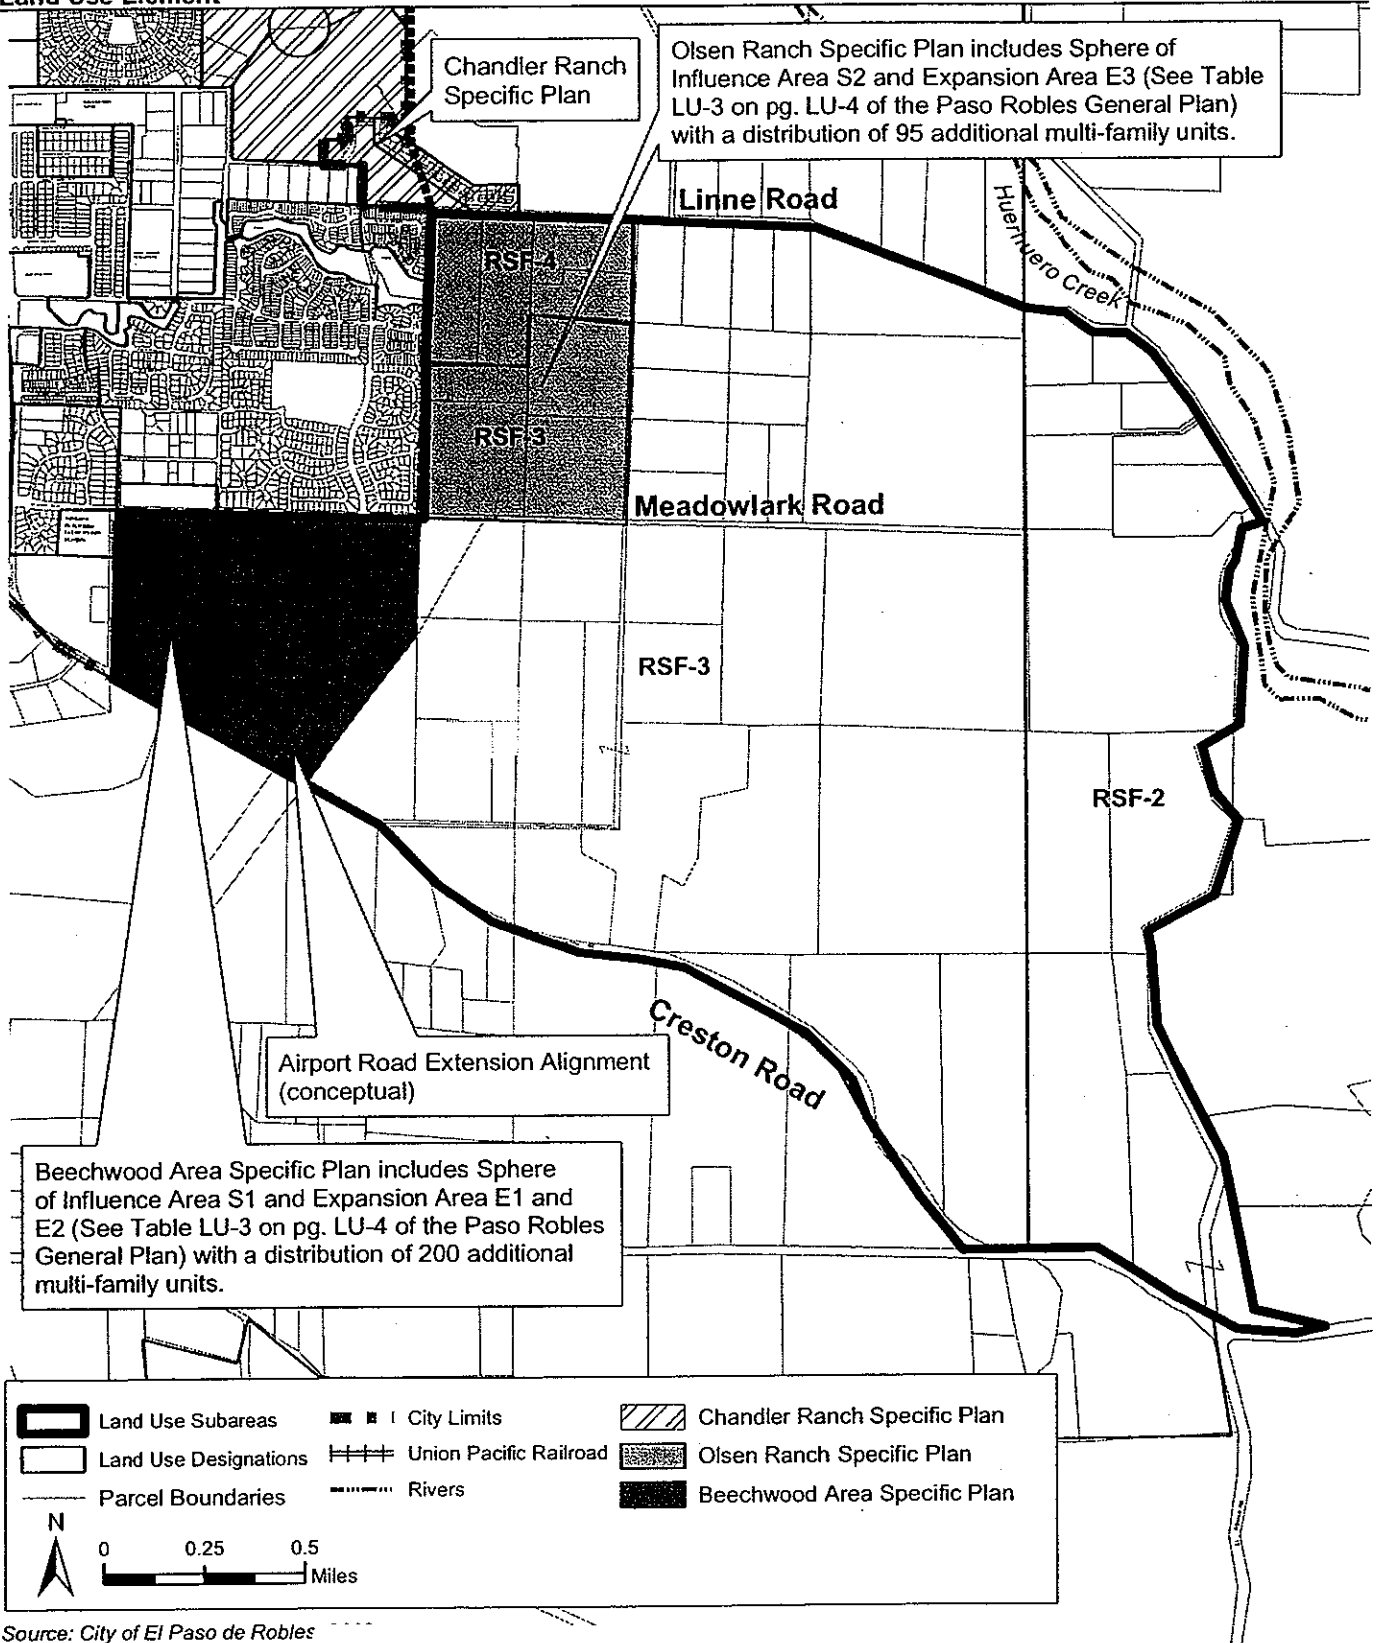 Land Use Element
Chandler Ranch
Specific Plan
Olsen Ranch Specific Plan includes Sphere of
Influence Area S2 and Expansion Area E3 (See Table
LU-3 on pg. LU-4 of the Paso Robles General Plan)
with a distribution of 95 additional multi-family units.
Linne Road
Huerhuero Creek
RSF-4
RSF-3
Meadowlark Road
RSF-3
RSF-2
Creston Road
Airport Road Extension Alignment
(conceptual)
Beechwood Area Specific Plan includes Sphere
of Influence Area S1 and Expansion Area E1 and
E2 (See Table LU-3 on pg. LU-4 of the Paso Robles
General Plan) with a distribution of 200 additional
multi-family units.
Land Use Subareas
Land Use Designations
Parcel Boundaries
City Limits
Union Pacific Railroad
Rivers
Chandler Ranch Specific Plan
Olsen Ranch Specific Plan
Beechwood Area Specific Plan
N
0 0.25 0.5
Miles
Source: City of El Paso de Robles